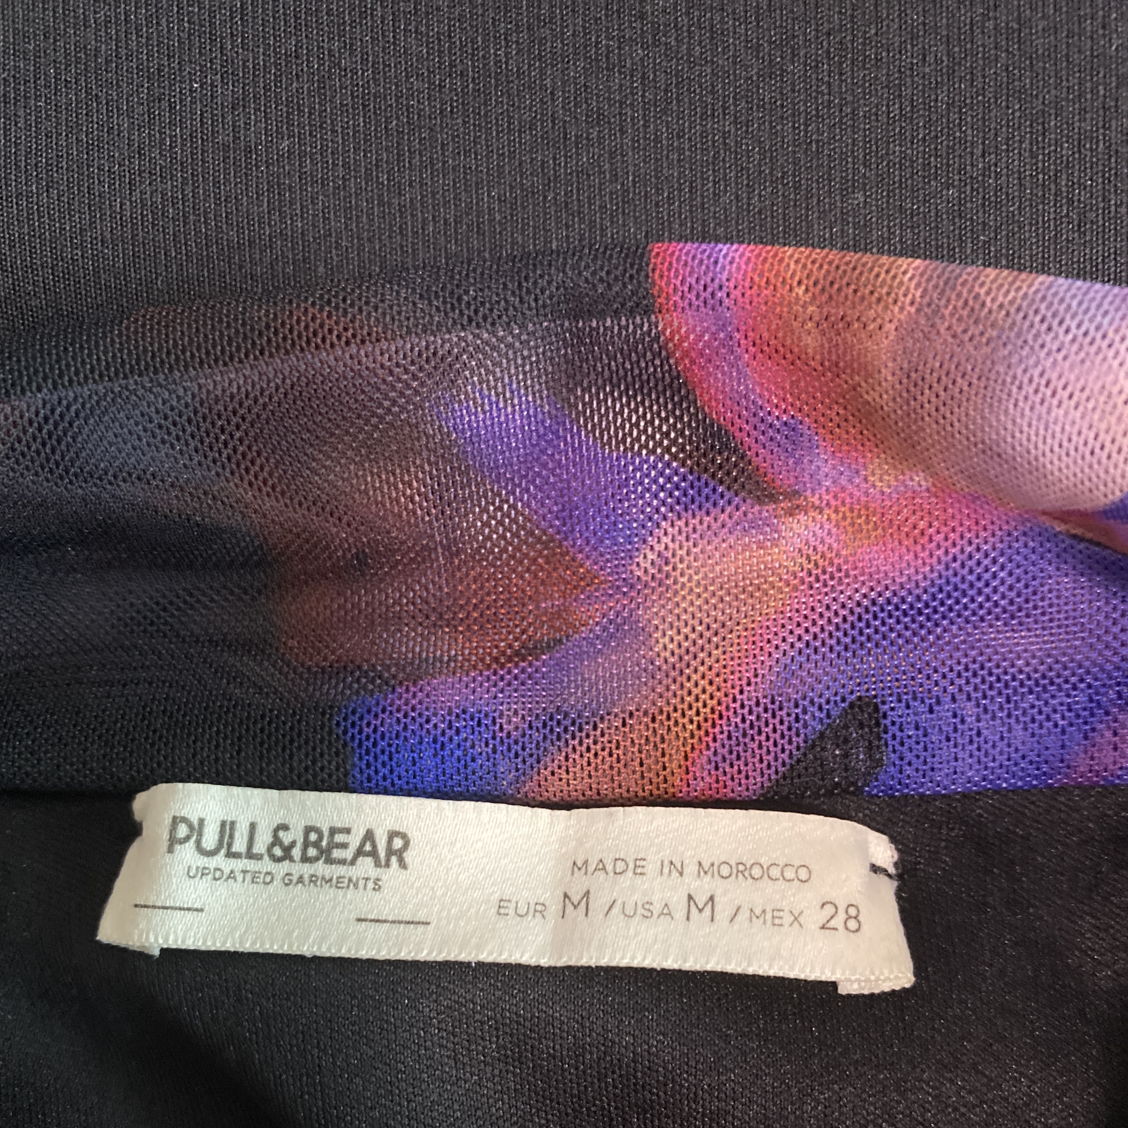 PULL&BEAR
UPDATED GARMENTS
MADE IN MOROCCO
EUR M / USA M / MEX 28